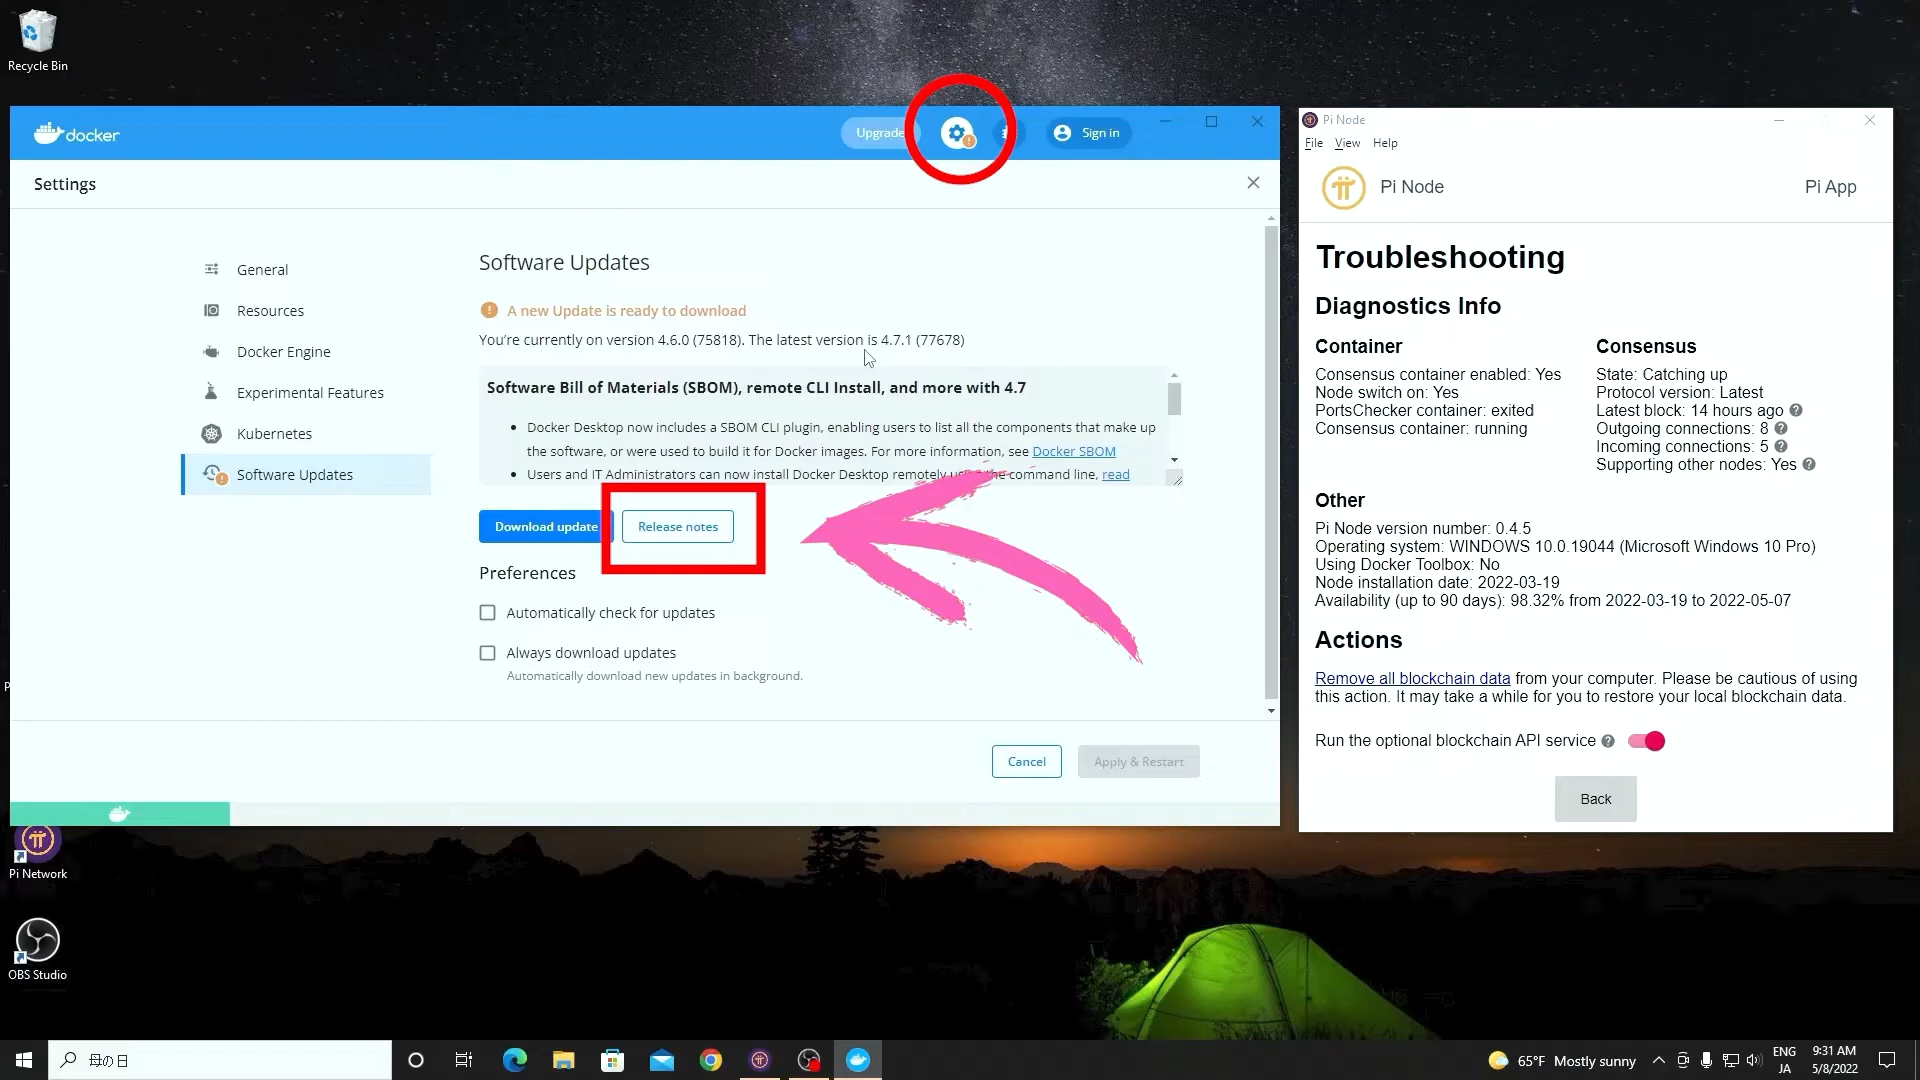 Recycle Bin
docker
Upgrade
Sign in
Settings
General
Resources
Docker Engine
Experimental Features
Kubernetes
Software Updates
Software Updates
A new Update is ready to download
You're currently on version 4.6.0 (75818). The latest version is 4.7.1 (77678)
Software Bill of Materials (SBOM), remote CLI Install, and more with 4.7
Docker Desktop now includes a SBOM CLI plugin, enabling users to list all the components that make up
the software, or were used to build it for Docker images. For more information, see Docker SBOM
Users and IT Administrators can now install Docker Desktop remotely using the command line, read
Download update
Release notes
Preferences
Automatically check for updates
Always download updates
Automatically download new updates in background.
Cancel
Apply & Restart
Pi Node
File View Help
Pi Node
Pi App
Troubleshooting
Diagnostics Info
Container
Consensus container enabled: Yes
Node switch on: Yes
PortsChecker container: exited
Consensus container: running
Consensus
State: Catching up
Protocol version: Latest
Latest block: 14 hours ago
Outgoing connections: 8
Incoming connections: 5
Supporting other nodes: Yes
Other
Pi Node version number: 0.4.5
Operating system: WINDOWS 10.0.19044 (Microsoft Windows 10 Pro)
Using Docker Toolbox: No
Node installation date: 2022-03-19
Availability (up to 90 days): 98.32% from 2022-03-19 to 2022-05-07
Actions
Remove all blockchain data from your computer. Please be cautious of using
this action. It may take a while for you to restore your local blockchain data.
Run the optional blockchain API service
Back
P
Pi Network
OBS Studio
母の日
65°F Mostly sunny
ENG
JA
9:31 AM
5/8/2022